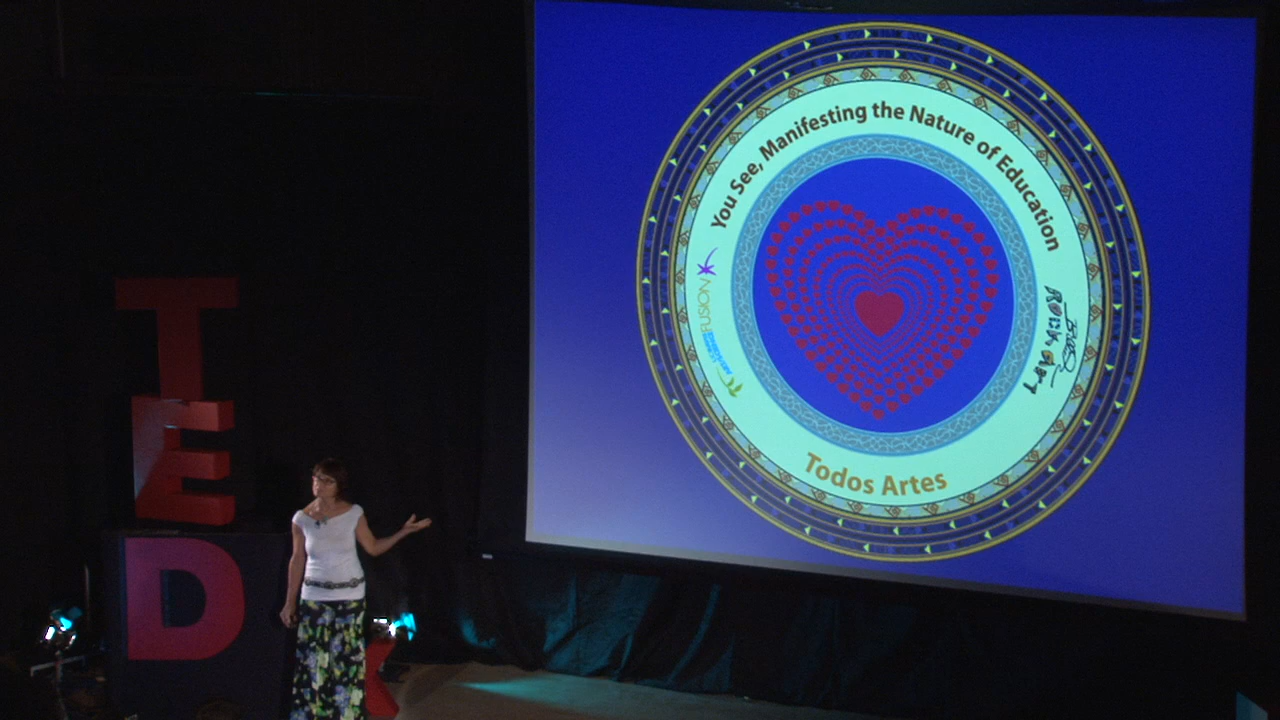 TED
x
You See, Manifesting the Nature of Education
FUSION
Todos Artes